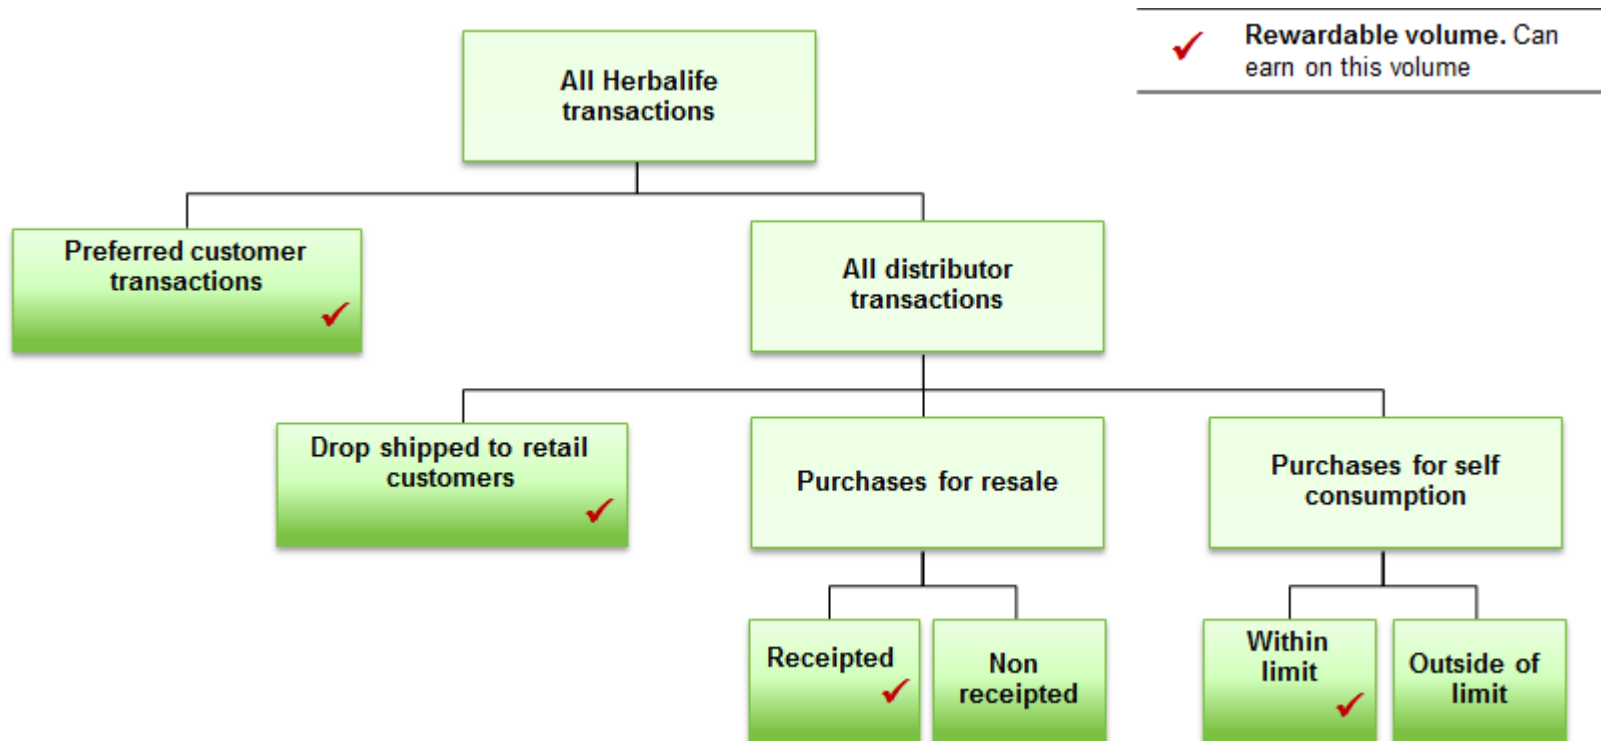 Rewardable volume. Can
earn on this volume
All Herbalife
transactions
Preferred customer
transactions
All distributor
transactions
Drop shipped to retail
customers
Purchases for resale
Purchases for self
consumption
Receipted
Non
receipted
Within
limit
Outside of
limit